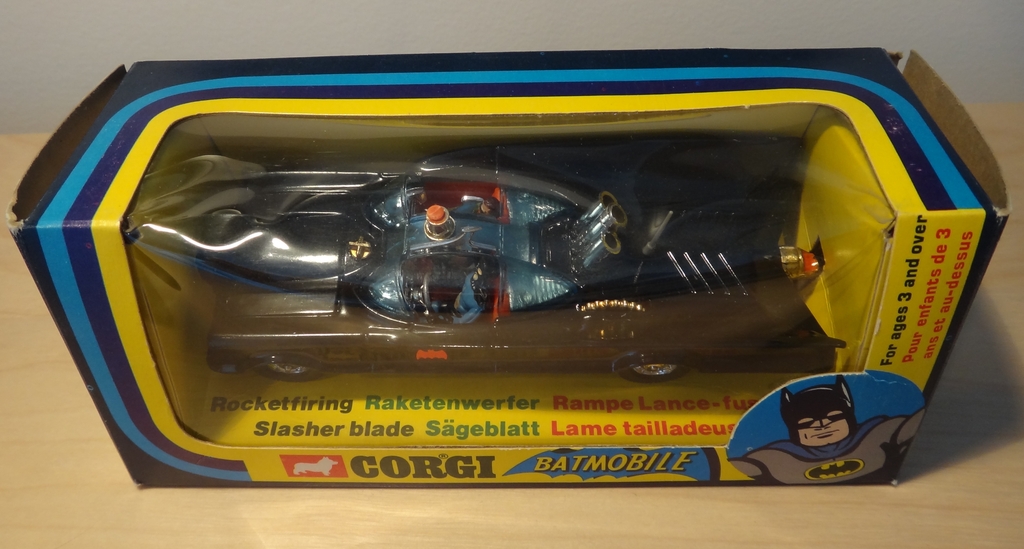 For ages 3 and over
Pour enfants de 3
ans et au-dessus
Rocketfiring Raketenwerfer Rampe Lance-fus
Slasher blade Sägeblatt Lame tailladeus
CORGI BATMOBILE